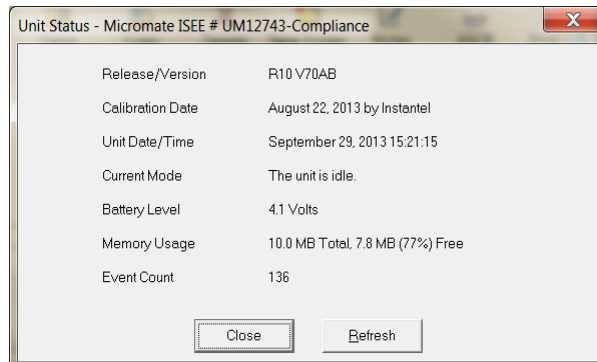 Unit Status - Micromate ISEE # UM12743-Compliance
Release/Version R10 V70AB
Calibration Date August 22, 2013 by Instantel
Unit Date/Time September 29, 2013 15:21:15
Current Mode The unit is idle.
Battery Level 4.1 Volts
Memory Usage 10.0 MB Total, 7.8 MB (77%) Free
Event Count 136
Close Refresh